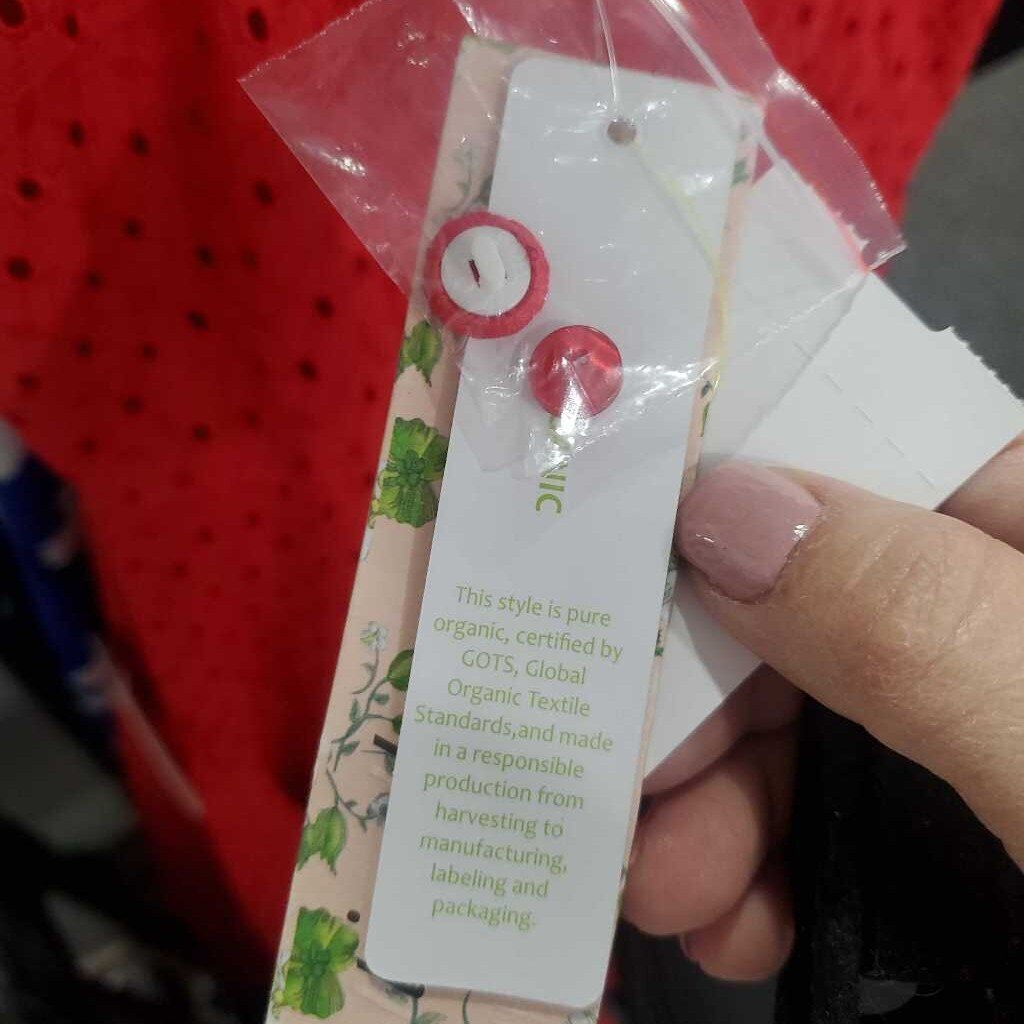 This style is pure
organic, certified by
GOTS, Global
Organic Textile
Standards,and made
in a responsible
production from
harvesting to
manufacturing,
labeling and
packaging.